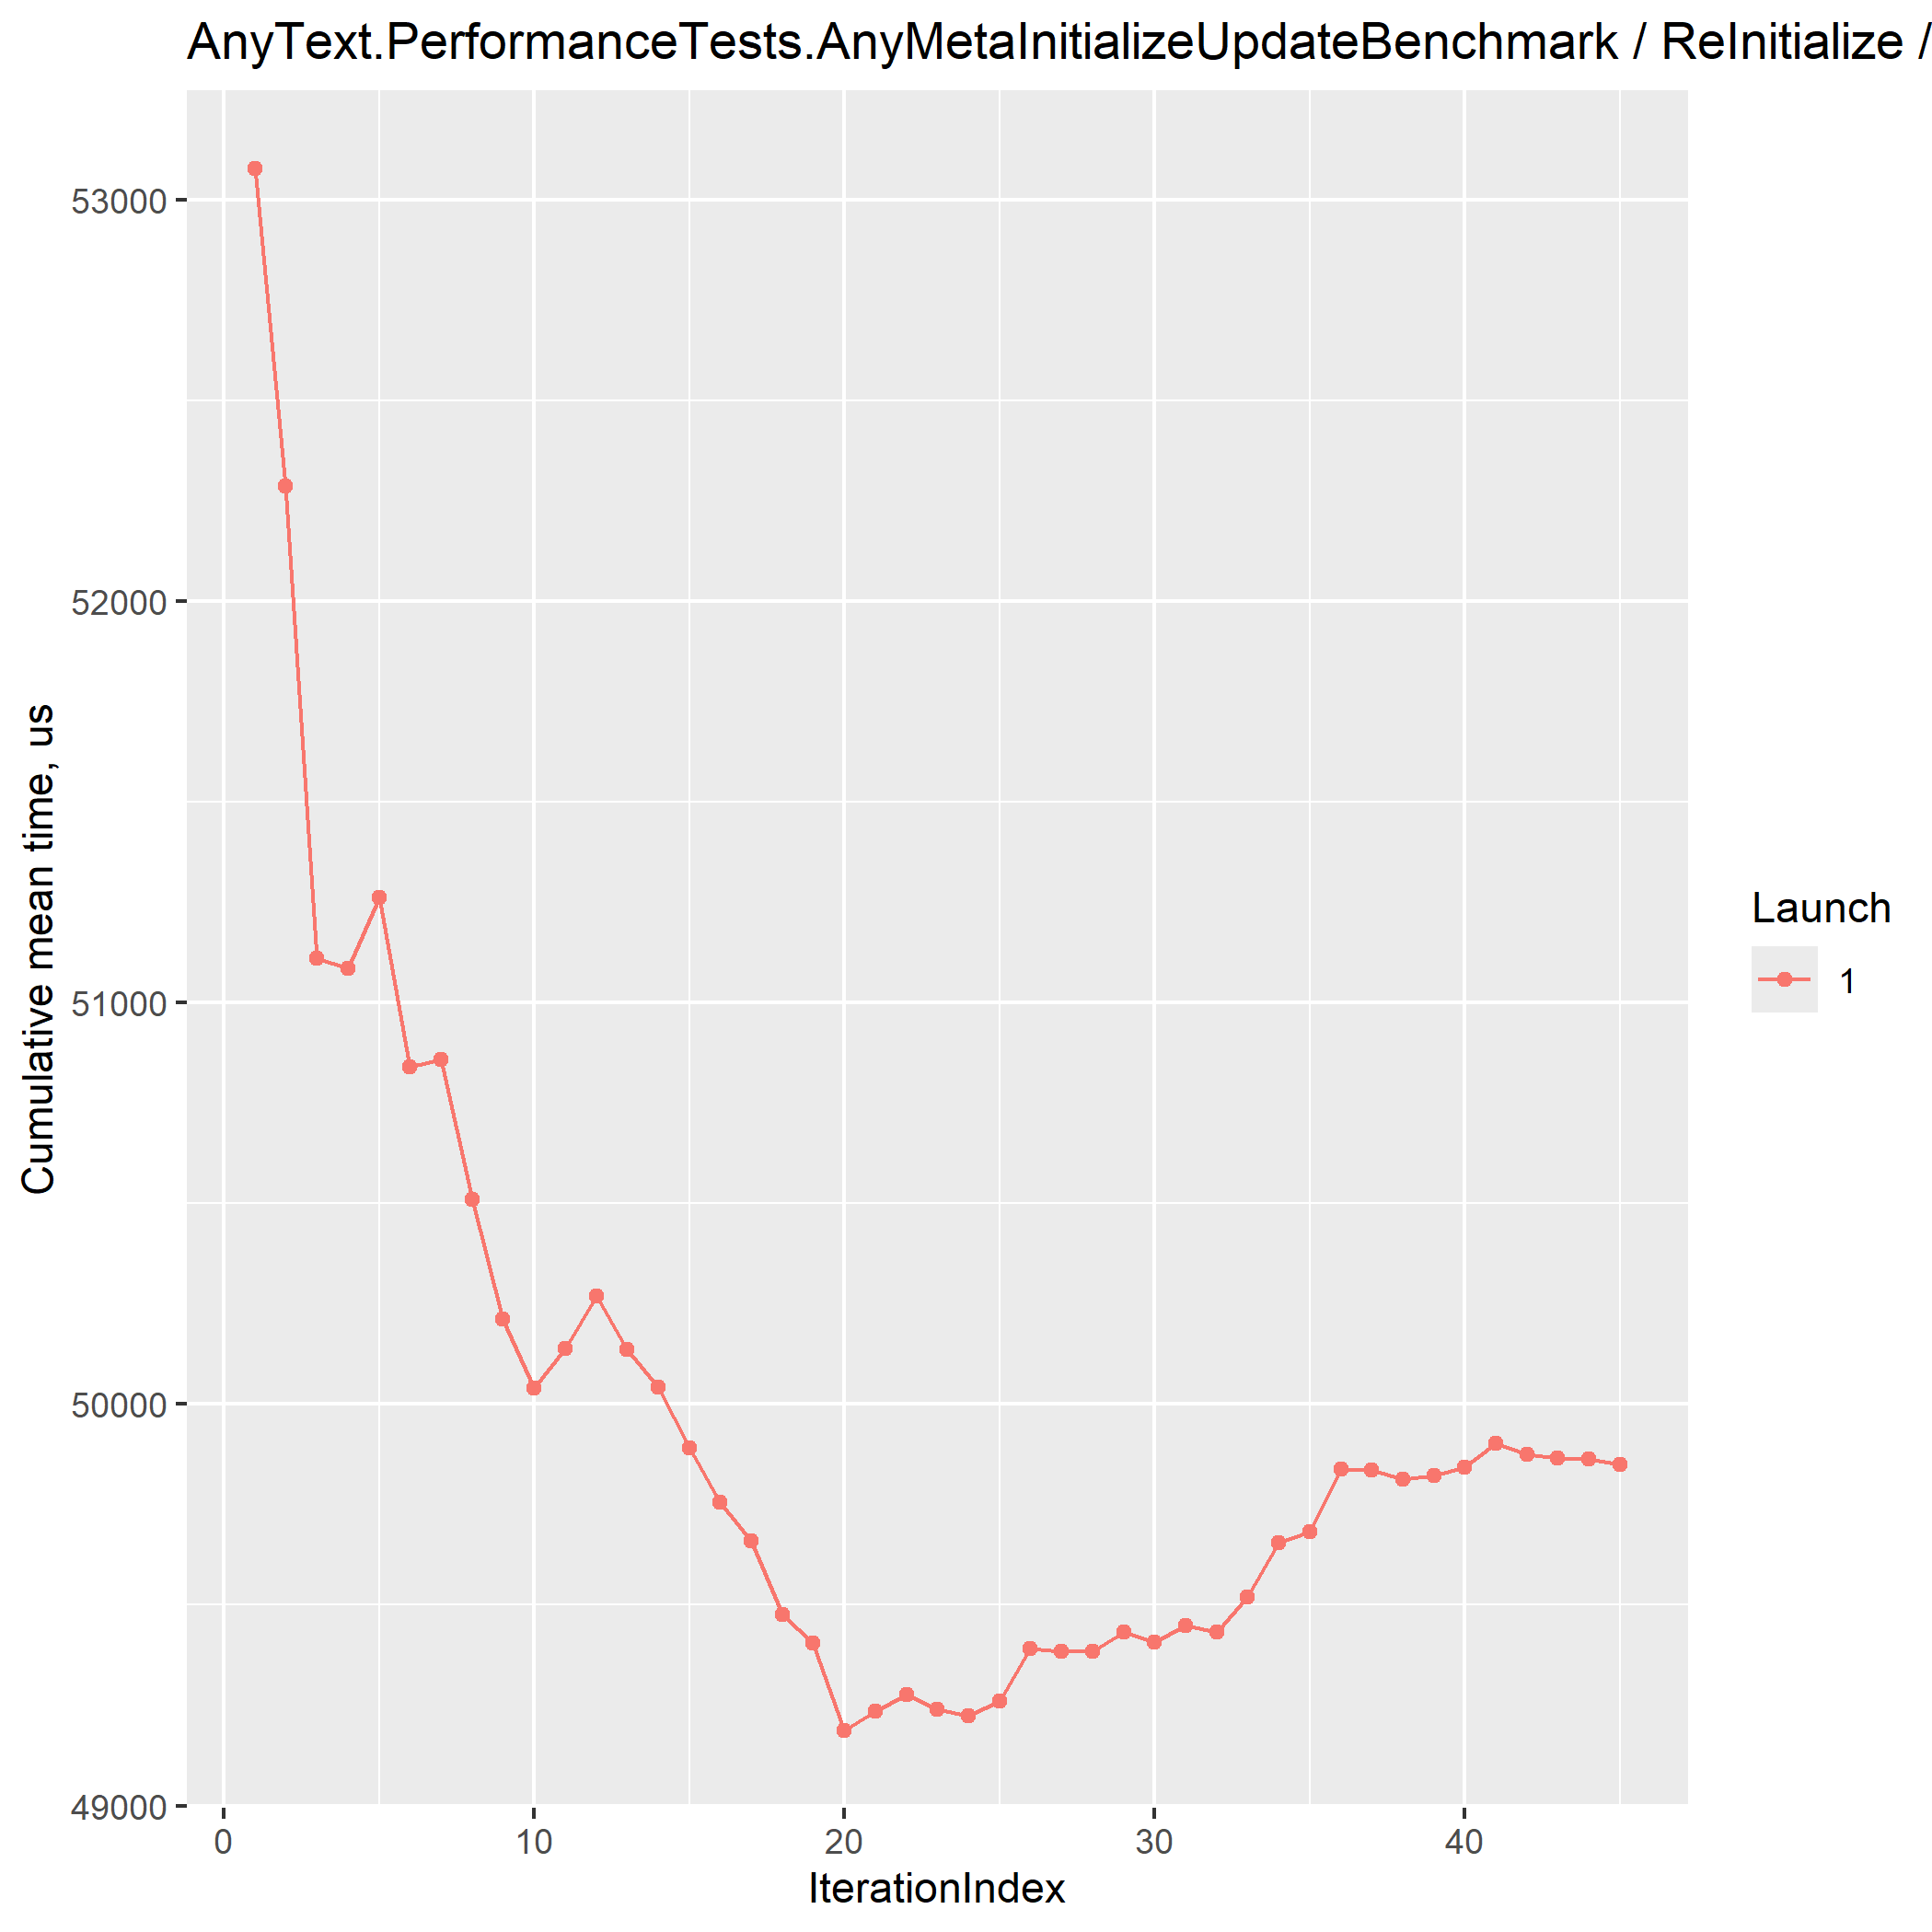 AnyText.PerformanceTests.AnyMetaInitializeUpdateBenchmark / ReInitialize /
53000
52000
51000
50000
49000
Cumulative mean time, us
0 10 20 30 40
IterationIndex
Launch
1